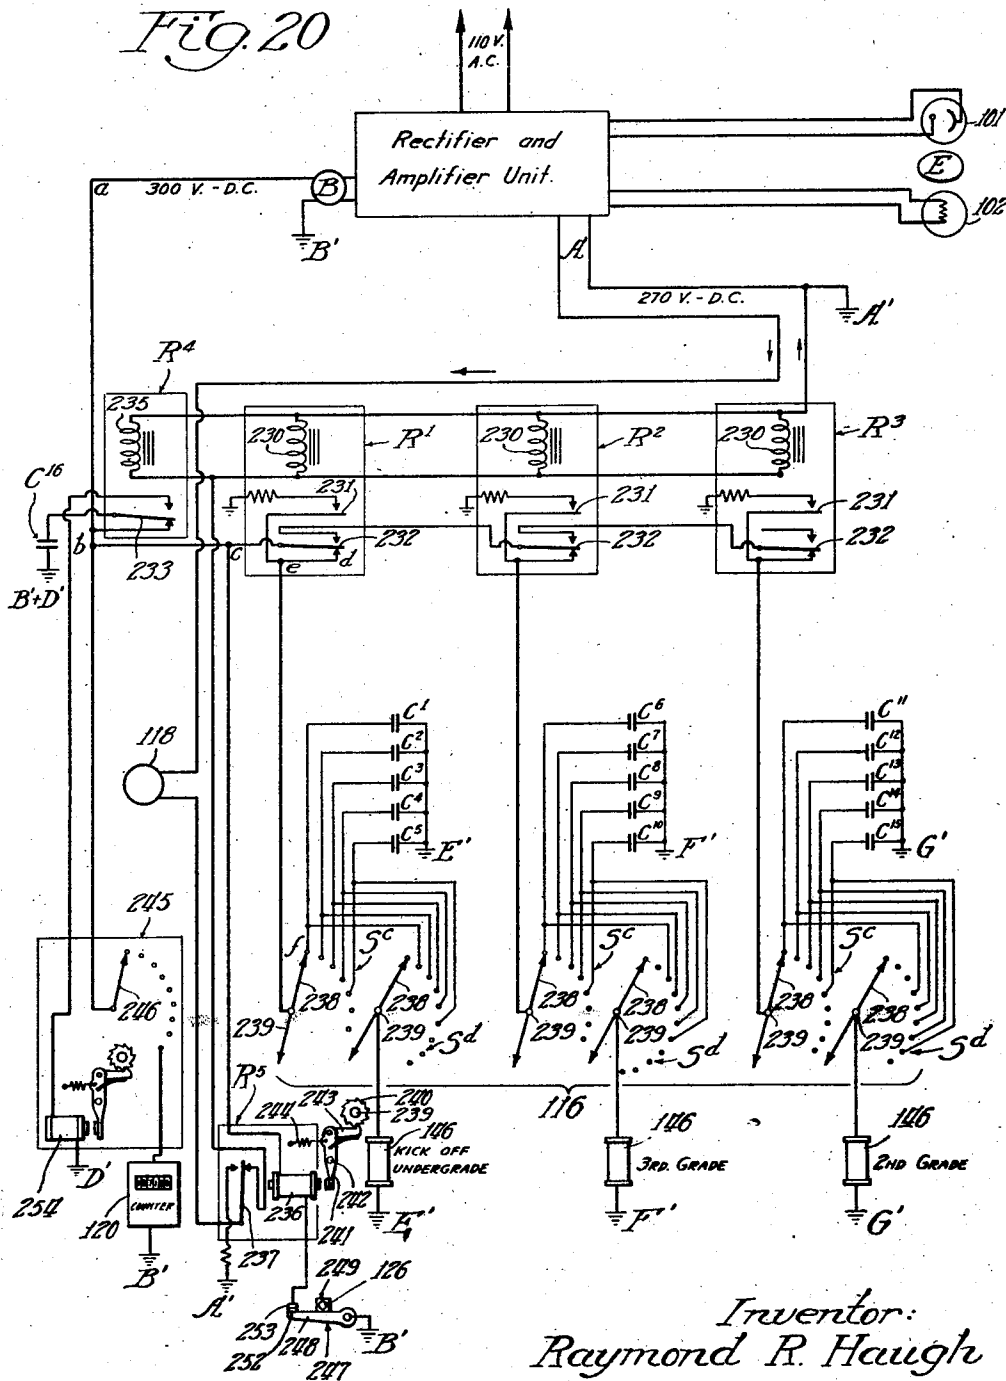 Fig. 20
110 V.
A.C.
Rectifier and
Amplifier Unit.
101
E
102
a
300 V. - D.C.
B
B'
A
270 V. - D.C.
A'
R⁴
235
230
R¹
230
R²
230
R³
C¹⁶
231
231
231
232
232
232
b
233
c
d
e
B'+D'
118
C¹
C²
C³
C⁴
C⁵
E'
C⁶
C⁷
C⁸
C⁹
C¹⁰
F'
C¹¹
C¹²
C¹³
C¹⁴
C¹⁵
G'
245
246
f
Sᶜ
238
238
239
239
Sᵈ
Sᶜ
238
238
239
239
Sᵈ
Sᶜ
238
238
239
239
Sᵈ
116
R⁵
243
240
244
239
146
KICK OFF
UNDERGRADE
146
3RD. GRADE
146
2ND GRADE
254
D'
120
COUNTER
B'
237
236
241
242
E'
F'
G'
A'
249
126
253
252
248
247
B'
Inventor:
Raymond R. Haugh